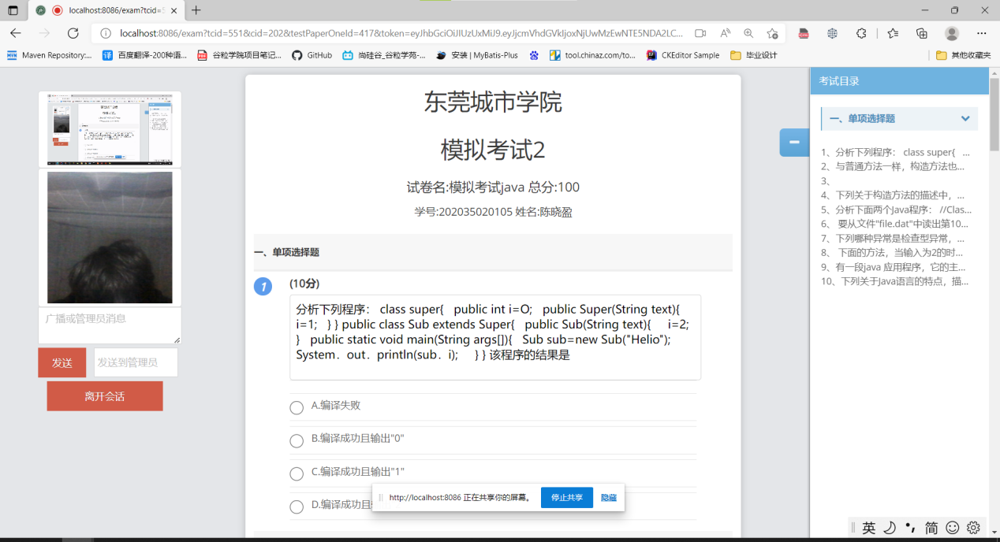 localhost:8086/exam?tcid=5
localhost:8086/exam?tcid=551&cid=202&testPaperOneId=417&token=eyJhbGciOiJIUzUxMiJ9.eyJjcmVhdGVkIjoxNjUwMzEwNTE5NDA2LC...
Maven Repository:...
百度翻译-200种语...
谷粒学院项目笔记...
GitHub
尚硅谷_谷粒学苑-...
安装 | MyBatis-Plus
tool.chinaz.com/to...
CKEditor Sample
毕业设计
其他收藏夹
广播或管理员消息
发送
发送到管理员
离开会话
东莞城市学院
模拟考试2
试卷名:模拟考试java 总分:100
学号:202035020105 姓名:陈晓盈
一、单项选择题
1
(10分)
分析下列程序： class super{ public int i=O; public Super(String text){
i=1; } } public class Sub extends Super{ public Sub(String text){ i=2;
} public static void main(String args[]){ Sub sub=new Sub("Helio");
System．out．println(sub．i); } } 该程序的结果是
A.编译失败
B.编译成功且输出"0"
C.编译成功且输出"1"
D.编译成功且
http://localhost:8086 正在共享你的屏幕。
停止共享
隐藏
考试目录
一、单项选择题
1、分析下列程序： class super{ ...
2、与普通方法一样，构造方法也...
3、
4、下列关于构造方法的描述中，...
5、分析下面两个Java程序： //Clas...
6、 要从文件"file.dat"中读出第10...
7、下列哪种异常是检查型异常，...
8、 下面的方法，当输入为2的时...
9、有一段java 应用程序，它的主...
10、下列关于Java语言的特点，描...
英
简